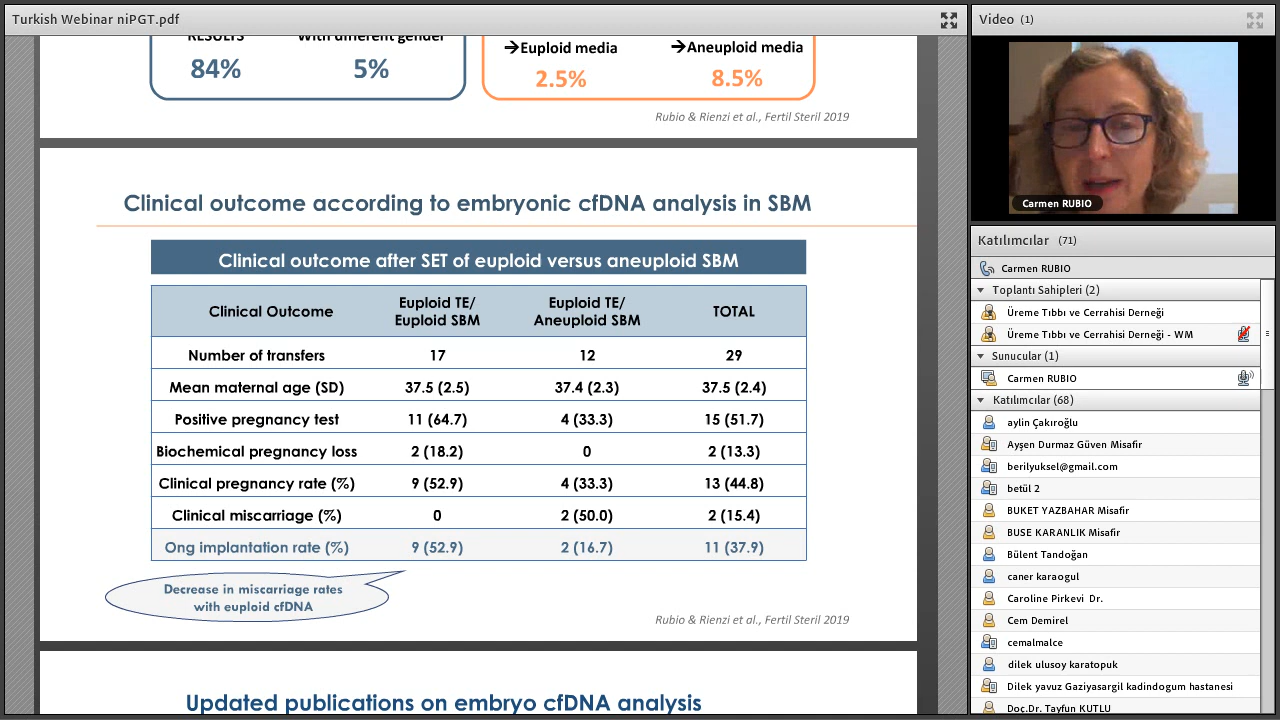 Turkish Webinar niPGT.pdf
RESULTS
With different gender
84%
5%
→Euploid media
→Aneuploid media
2.5%
8.5%
Rubio & Rienzi et al., Fertil Steril 2019
Clinical outcome according to embryonic cfDNA analysis in SBM
Clinical outcome after SET of euploid versus aneuploid SBM
Clinical Outcome
Euploid TE/
Euploid SBM
Euploid TE/
Aneuploid SBM
TOTAL
Number of transfers 17 12 29
Mean maternal age (SD) 37.5 (2.5) 37.4 (2.3) 37.5 (2.4)
Positive pregnancy test 11 (64.7) 4 (33.3) 15 (51.7)
Biochemical pregnancy loss 2 (18.2) 0 2 (13.3)
Clinical pregnancy rate (%) 9 (52.9) 4 (33.3) 13 (44.8)
Clinical miscarriage (%) 0 2 (50.0) 2 (15.4)
Ong implantation rate (%) 9 (52.9) 2 (16.7) 11 (37.9)
Decrease in miscarriage rates
with euploid cfDNA
Rubio & Rienzi et al., Fertil Steril 2019
Updated publications on embryo cfDNA analysis
Video (1)
Carmen RUBIO
Katılımcılar (71)
Carmen RUBIO
Toplantı Sahipleri (2)
Üreme Tıbbı ve Cerrahisi Derneği
Üreme Tıbbı ve Cerrahisi Derneği - WM
Sunucular (1)
Carmen RUBIO
Katılımcılar (68)
aylin Çakıroğlu
Ayşen Durmaz Güven Misafir
berilyuksel@gmail.com
betül 2
BUKET YAZBAHAR Misafir
BUSE KARANLIK Misafir
Bülent Tandoğan
caner karaogul
Caroline Pirkevi Dr.
Cem Demirel
cemalmalce
dilek ulusoy karatopuk
Dilek yavuz Gaziyasargil kadindogum hastanesi
Doç.Dr. Tayfun KUTLU